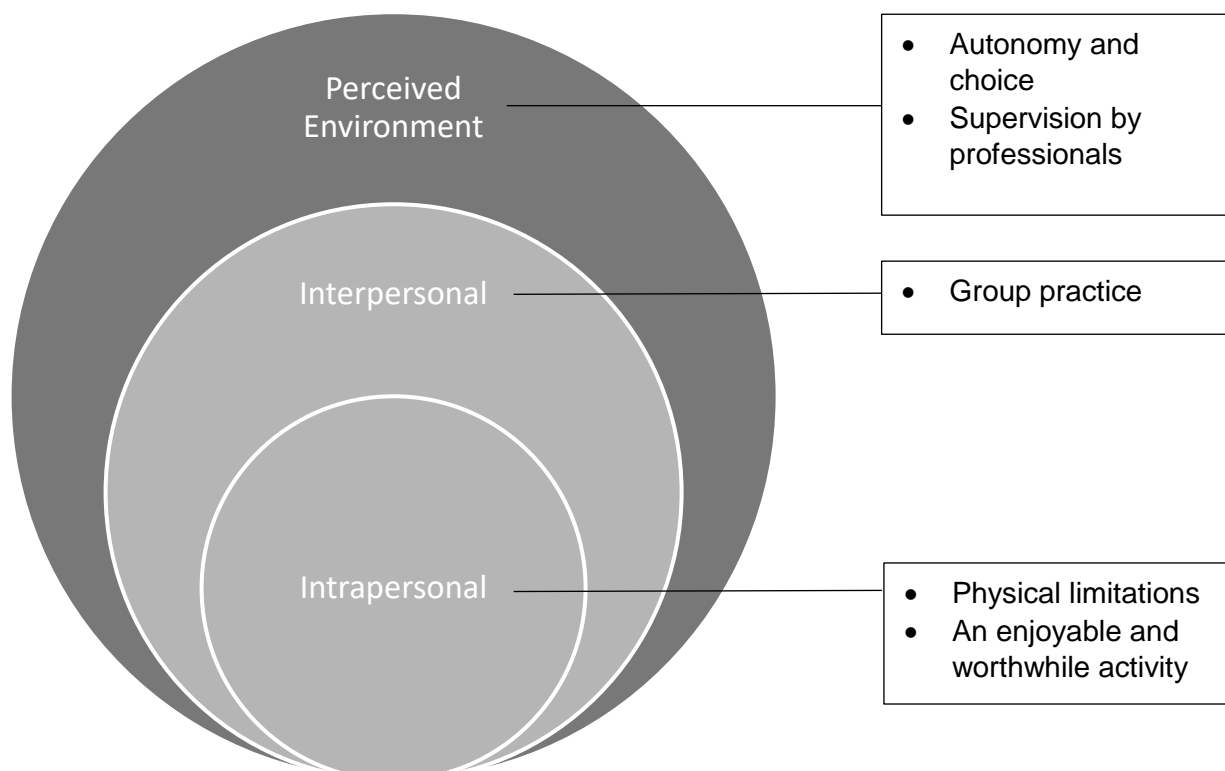 Perceived
Environment
• Autonomy and
choice
• Supervision by
professionals
Interpersonal
• Group practice
Intrapersonal
• Physical limitations
• An enjoyable and
worthwhile activity